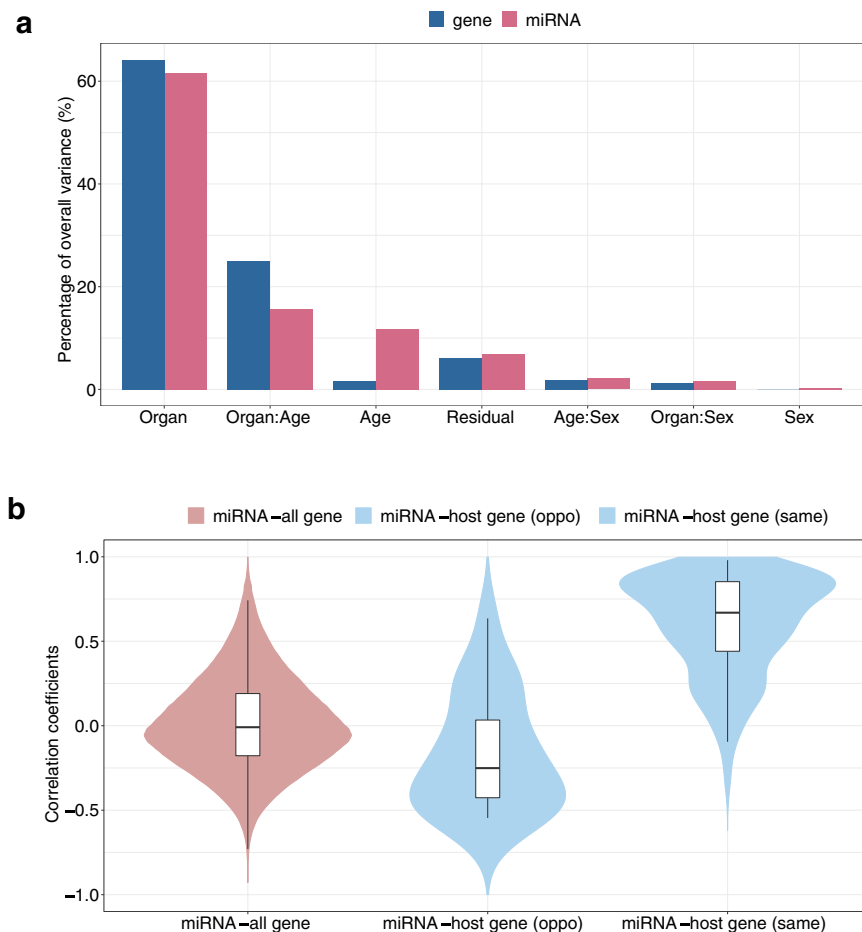 a
gene miRNA
Percentage of overall variance (%)
60
40
20
0
Organ Organ:Age Age Residual Age:Sex Organ:Sex Sex
b
miRNA−all gene miRNA−host gene (oppo) miRNA−host gene (same)
Correlation coefficients
1.0
0.5
0.0
−0.5
−1.0
miRNA−all gene miRNA−host gene (oppo) miRNA−host gene (same)